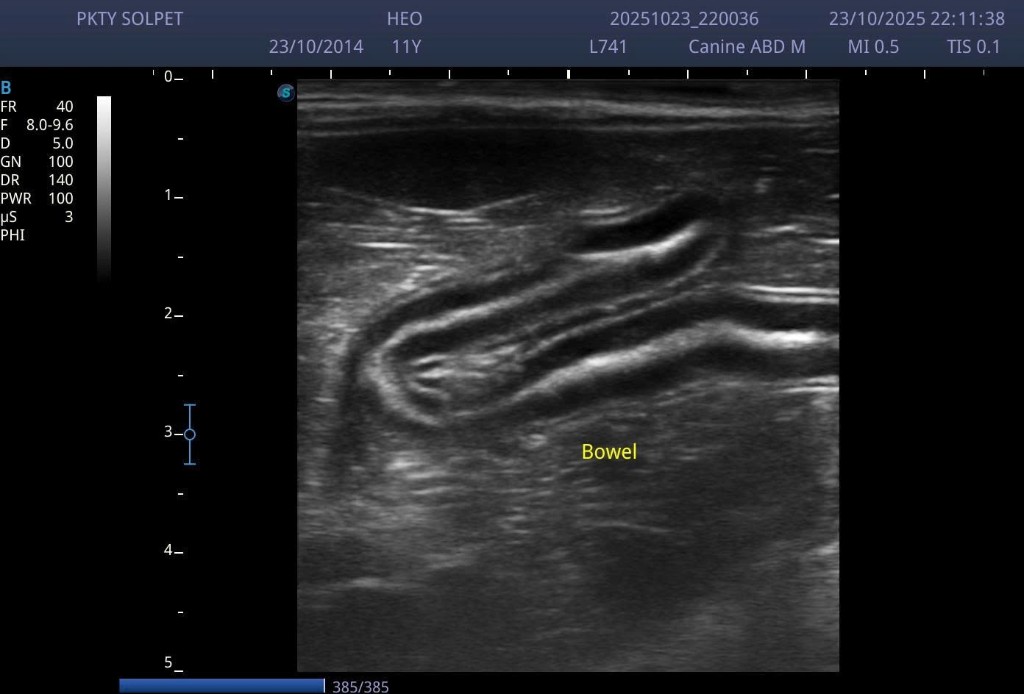 PKTY SOLPET HEO 20251023_220036 23/10/2025 22:11:38
23/10/2014 11Y L741 Canine ABD M MI 0.5 TIS 0.1
B
FR 40
F 8.0-9.6
D 5.0
GN 100
DR 140
PWR 100
µS 3
PHI
S
0
1
2
3
4
5
Bowel
385/385